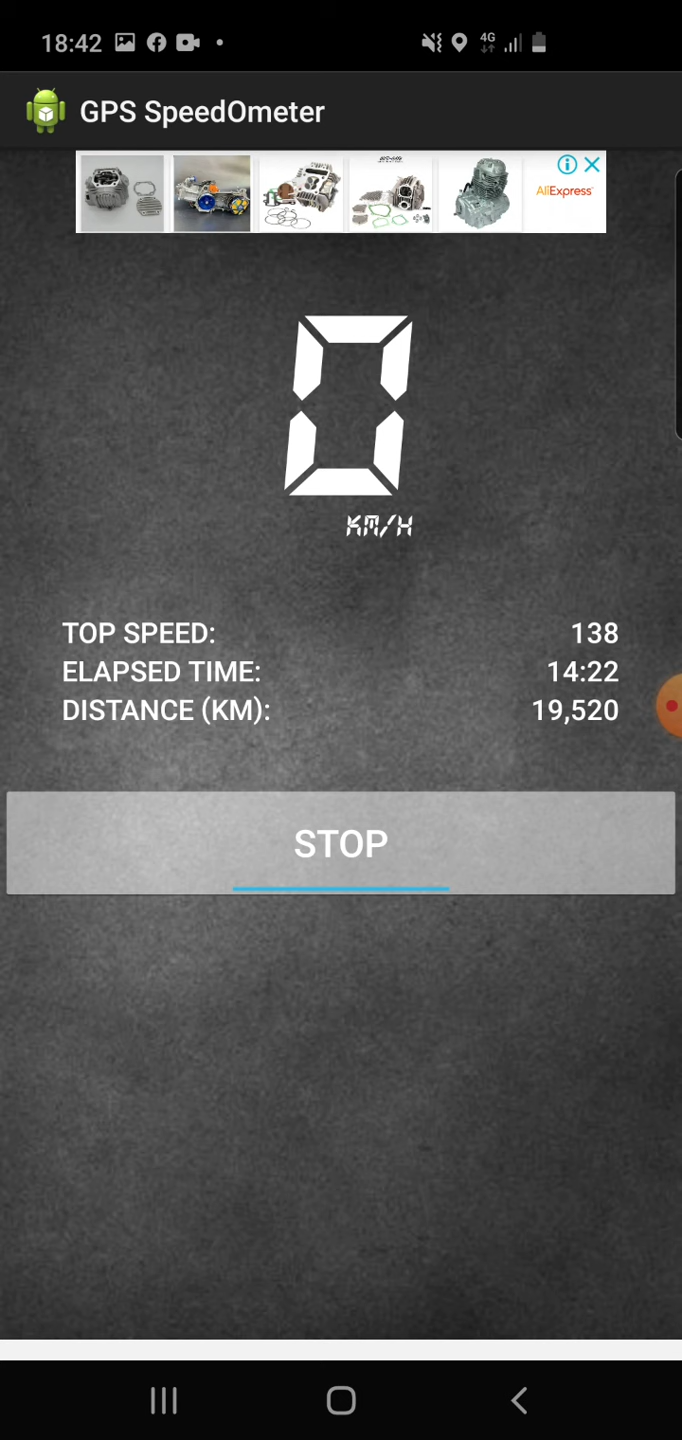 18:42
4G
GPS SpeedOmeter
AliExpress
0
KM/H
TOP SPEED: 138
ELAPSED TIME: 14:22
DISTANCE (KM): 19,520
STOP